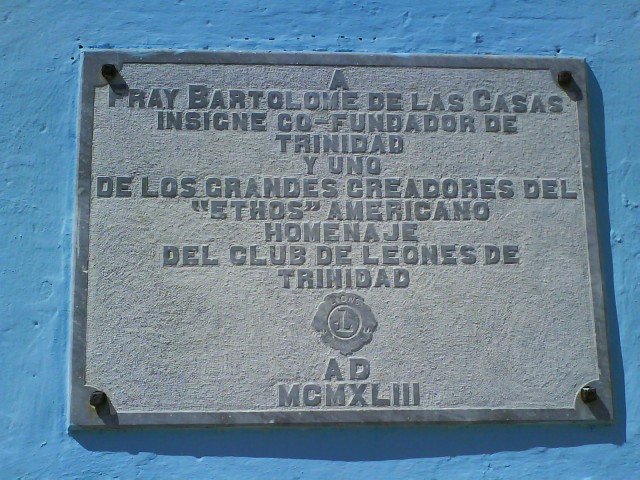 A
FRAY BARTOLOME DE LAS CASAS
INSIGNE CO-FUNDADOR DE
TRINIDAD
Y UNO
DE LOS GRANDES CREADORES DEL
"ETHOS" AMERICANO
HOMENAJE
DEL CLUB DE LEONES DE
TRINIDAD
LIONS
L
AD
MCMXLIII